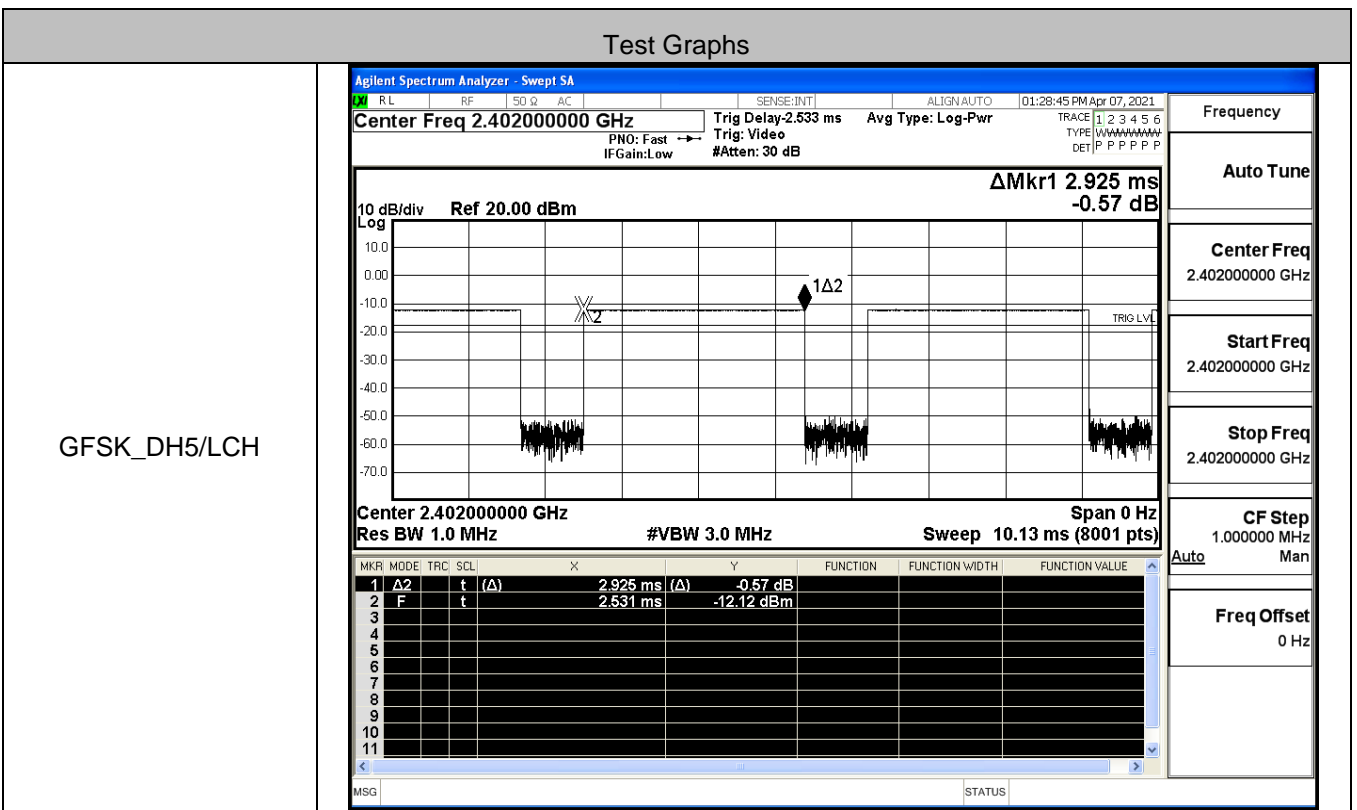 Test Graphs
GFSK_DH5/LCH
Agilent Spectrum Analyzer - Swept SA
LXI RL RF 50 Ω AC SENSE:INT ALIGN AUTO 01:28:45 PM Apr 07, 2021
Center Freq 2.402000000 GHz
PNO: Fast
IFGain:Low
Trig Delay-2.533 ms
Trig: Video
#Atten: 30 dB
Avg Type: Log-Pwr
TRACE 1 2 3 4 5 6
TYPE
DET P P P P P P
ΔMkr1 2.925 ms
-0.57 dB
10 dB/div Ref 20.00 dBm
Log
10.0
0.00
-10.0
-20.0
-30.0
-40.0
-50.0
-60.0
-70.0
1Δ2
2
TRIG LVL
Center 2.402000000 GHz Span 0 Hz
Res BW 1.0 MHz #VBW 3.0 MHz Sweep 10.13 ms (8001 pts)
MKR MODE TRC SCL X Y FUNCTION FUNCTION WIDTH FUNCTION VALUE
1 Δ2 t (Δ) 2.925 ms (Δ) -0.57 dB
2 F t 2.531 ms -12.12 dBm
3
4
5
6
7
8
9
10
11
MSG STATUS
Frequency
Auto Tune
Center Freq
2.402000000 GHz
Start Freq
2.402000000 GHz
Stop Freq
2.402000000 GHz
CF Step
1.000000 MHz
Auto Man
Freq Offset
0 Hz